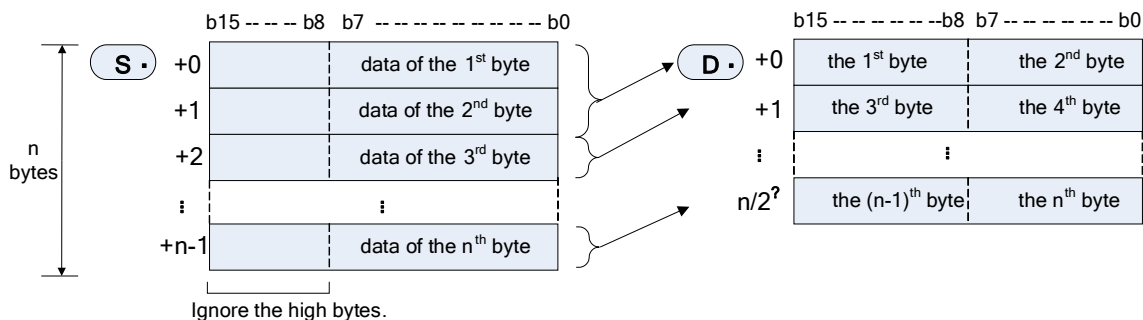 b15 -- -- -- b8 b7 -- -- -- -- -- -- -- b0
b15 -- -- -- -- --b8 b7 -- -- -- -- -- b0
n
bytes
S · +0 data of the 1st byte
+1 data of the 2nd byte
+2 data of the 3rd byte
⋮ ⋮
+n-1 data of the nth byte
Ignore the high bytes.
D · +0 the 1st byte the 2nd byte
+1 the 3rd byte the 4th byte
⋮ ⋮
n/2? the (n-1)th byte the nth byte